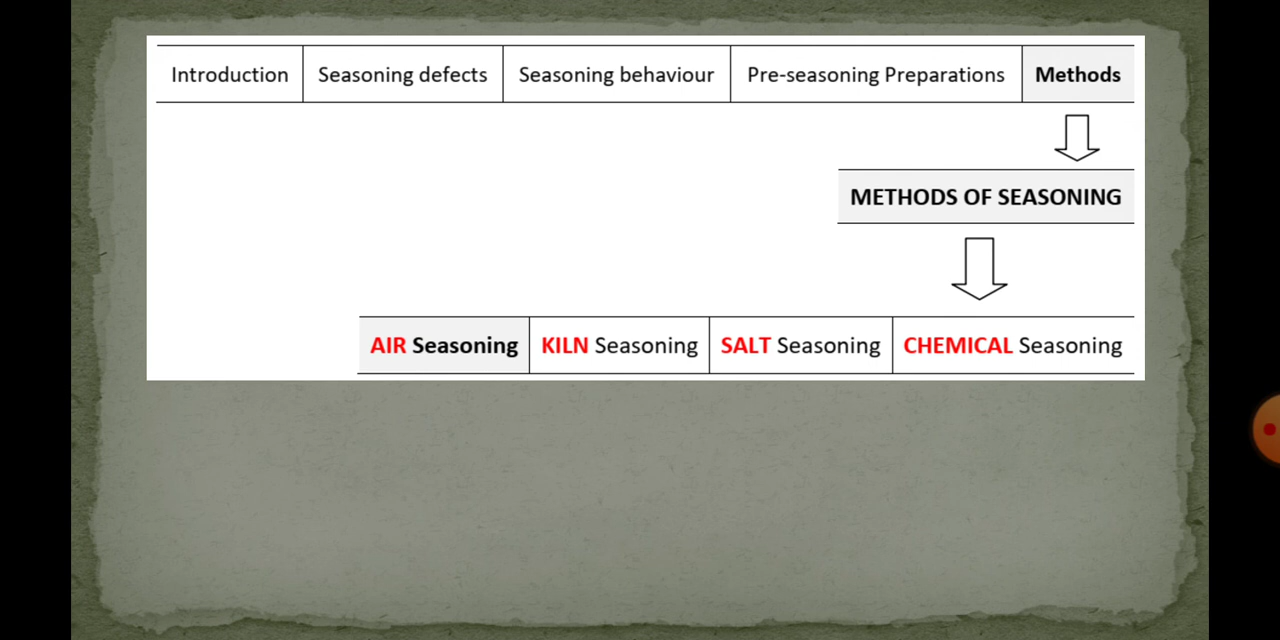 Introduction Seasoning defects Seasoning behaviour Pre-seasoning Preparations Methods
METHODS OF SEASONING
AIR Seasoning KILN Seasoning SALT Seasoning CHEMICAL Seasoning